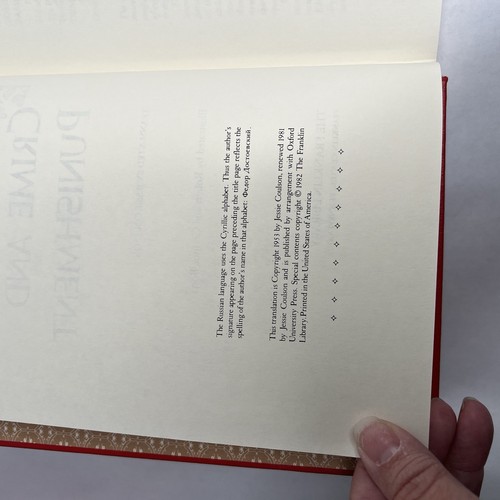 The Russian language uses the Cyrillic alphabet. Thus the author's
signature appearing on the page preceding the title page reflects the
spelling of the author's name in that alphabet: Федор Достоевский.
This translation is Copyright 1953 by Jessie Coulson, renewed 1981
by Jessie Coulson and is published by arrangement with Oxford
University Press. Special contents copyright © 1982 The Franklin
Library. Printed in the United States of America.